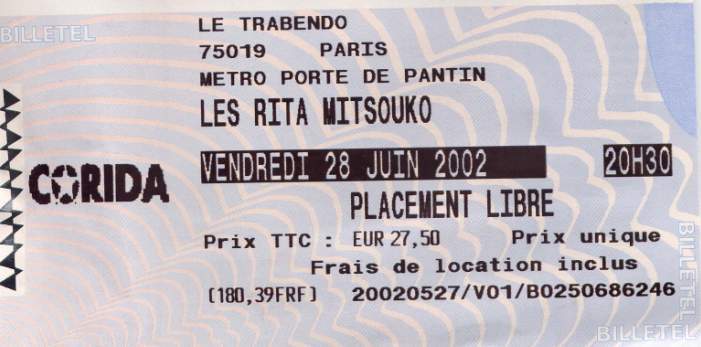 BILLETEL
LE TRABENDO
75019 PARIS
METRO PORTE DE PANTIN
LES RITA MITSOUKO
CORIDA
VENDREDI 28 JUIN 2002 20H30
PLACEMENT LIBRE
Prix TTC : EUR 27,50 Prix unique
Frais de location inclus
[180,39FRF] 20020527/V01/B0250686246
BILLETEL
BILLETEL